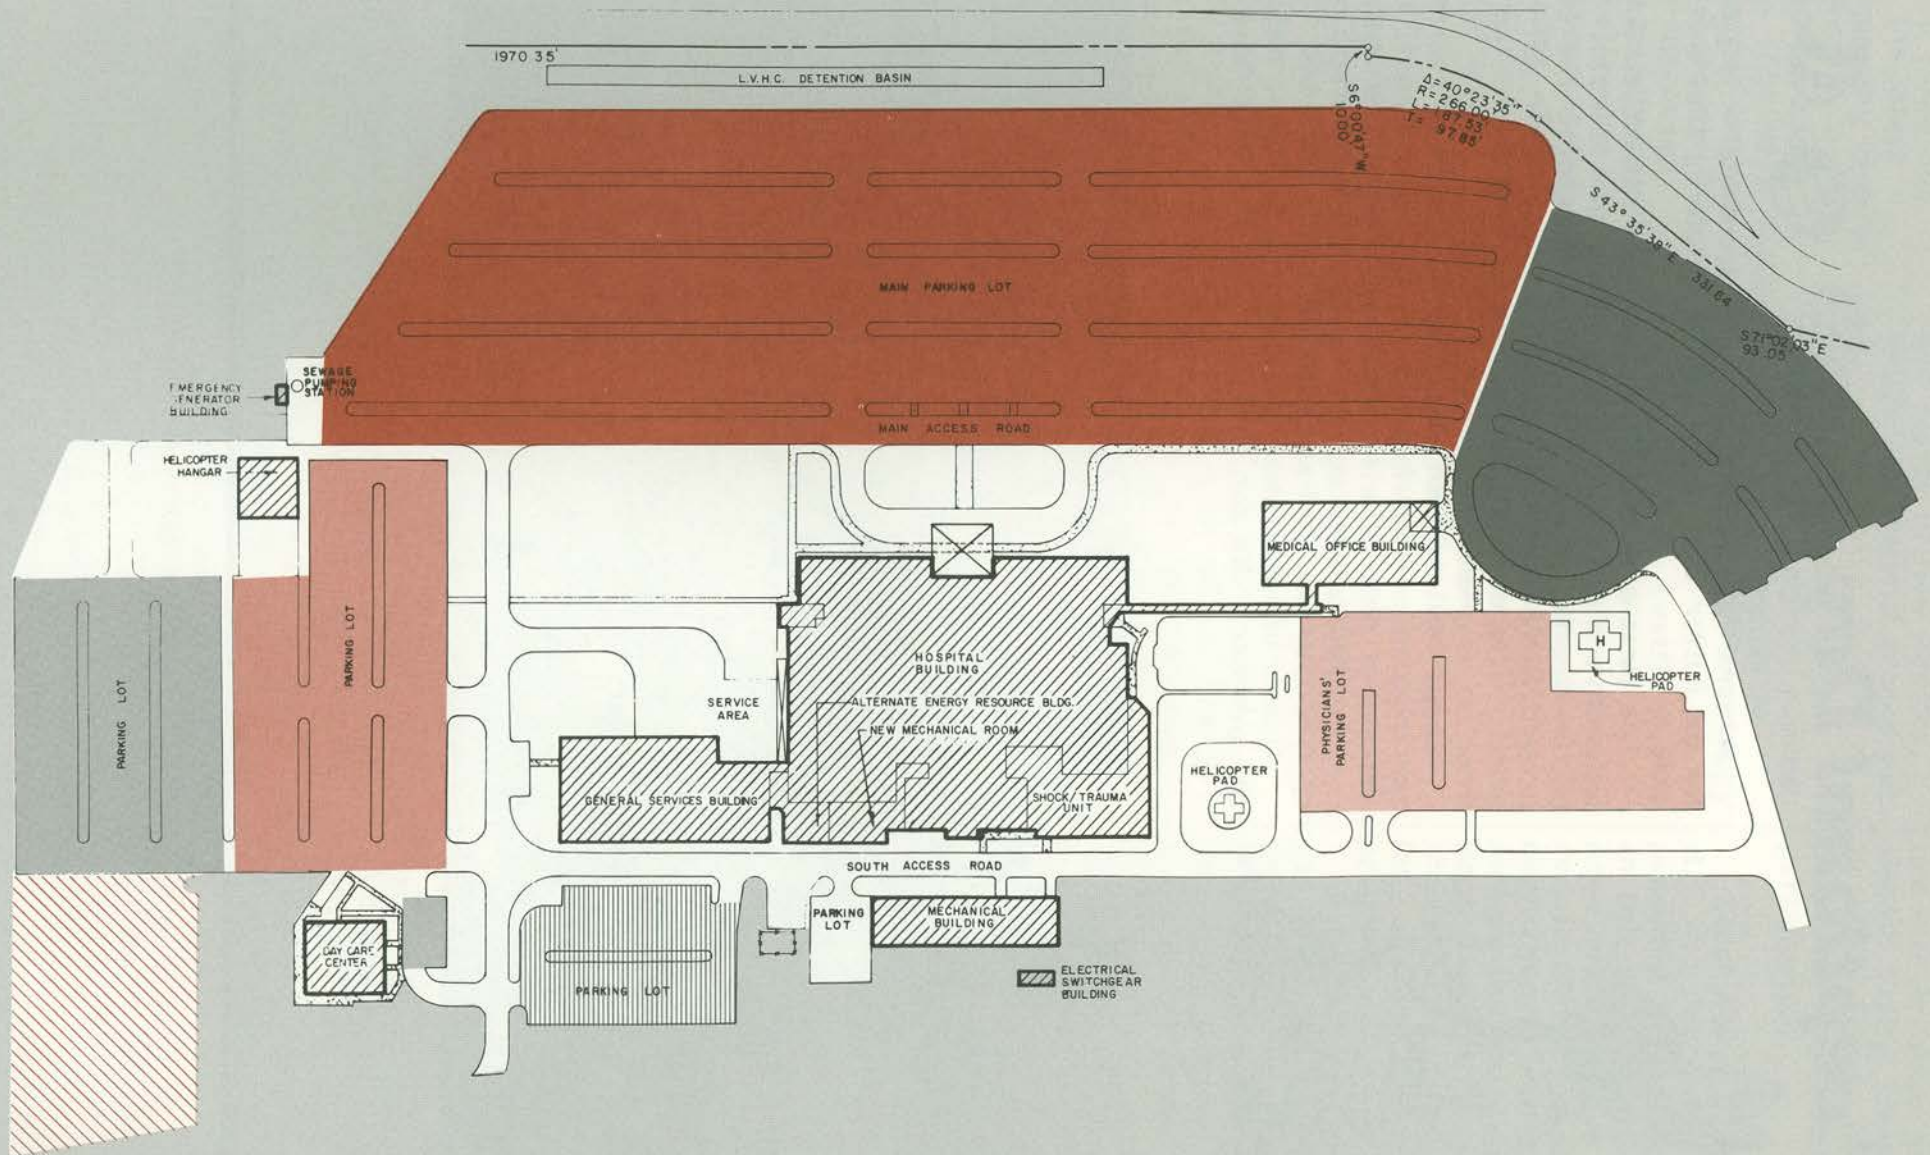 1970 35'
L.V.H.C. DETENTION BASIN
S6°00'47"W
10.00'
Δ=40°23'35"
R=266.00'
L=187.53'
T= 97.85'
S43°35'38"E 331.64
S71°02'03"E
93.05'
MAIN PARKING LOT
SEWAGE
PUMPING
STATION
EMERGENCY
GENERATOR
BUILDING
MAIN ACCESS ROAD
HELICOPTER
HANGAR
MEDICAL OFFICE BUILDING
PARKING LOT
PARKING LOT
HOSPITAL
BUILDING
H
HELICOPTER
PAD
SERVICE
AREA
ALTERNATE ENERGY RESOURCE BLDG.
NEW MECHANICAL ROOM
PHYSICIANS'
PARKING LOT
HELICOPTER
PAD
GENERAL SERVICES BUILDING
SHOCK/TRAUMA
UNIT
SOUTH ACCESS ROAD
PARKING
LOT
MECHANICAL
BUILDING
DAY CARE
CENTER
PARKING LOT
ELECTRICAL
SWITCHGEAR
BUILDING